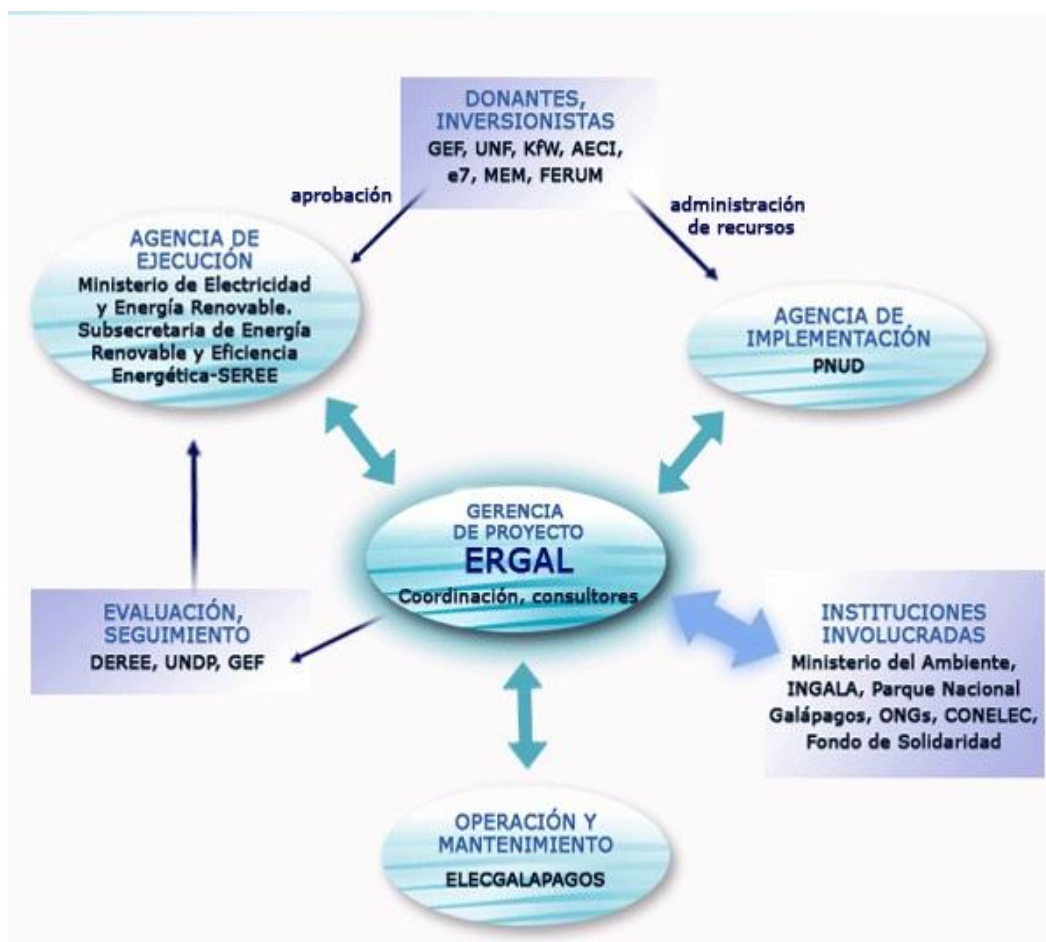 DONANTES,
INVERSIONISTAS
GEF, UNF, KfW, AECI,
e7, MEM, FERUM
aprobación
administración
de recursos
AGENCIA DE
EJECUCIÓN
Ministerio de Electricidad
y Energía Renovable.
Subsecretaria de Energía
Renovable y Eficiencia
Energética-SEREE
AGENCIA DE
IMPLEMENTACIÓN
PNUD
GERENCIA
DE PROYECTO
ERGAL
Coordinación, consultores
EVALUACIÓN,
SEGUIMIENTO
DEREE, UNDP, GEF
INSTITUCIONES
INVOLUCRADAS
Ministerio del Ambiente,
INGALA, Parque Nacional
Galápagos, ONGs, CONELEC,
Fondo de Solidaridad
OPERACIÓN Y
MANTENIMIENTO
ELECGALAPAGOS